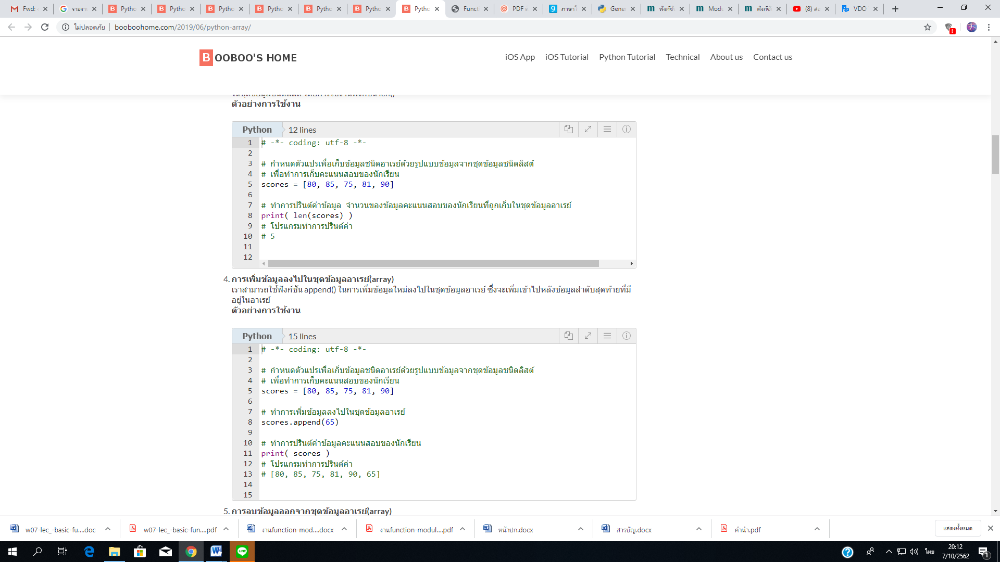 Fwd:
รายงาน
Pytho
Pytho
Pytho
Pytho
Pytho
Pytho
Pytho
Funct
PDF
ภาษาไ
Gene
ฟังก์ชั
Modu
ฟังก์ชั
(8) สอ
VDO
ไม่ปลอดภัย
booboohome.com/2019/06/python-array/
BOOBOO'S HOME
iOS App iOS Tutorial Python Tutorial Technical About us Contact us
ตัวอย่างการใช้งาน
Python 12 lines
1 # -*- coding: utf-8 -*-
2
3 # กำหนดตัวแปรเพื่อเก็บข้อมูลชนิดอาเรย์ด้วยรูปแบบข้อมูลจากชุดข้อมูลชนิดลิสต์
4 # เพื่อทำการเก็บคะแนนสอบของนักเรียน
5 scores = [80, 85, 75, 81, 90]
6
7 # ทำการปรินต์ค่าข้อมูล จำนวนของข้อมูลคะแนนสอบของนักเรียนที่ถูกเก็บในชุดข้อมูลอาเรย์
8 print( len(scores) )
9 # โปรแกรมทำการปรินต์ค่า
10 # 5
11
12
4. การเพิ่มข้อมูลลงไปในชุดข้อมูลอาเรย์(array)
เราสามารถใช้ฟังก์ชัน append() ในการเพิ่มข้อมูลใหม่ลงไปในชุดข้อมูลอาเรย์ ซึ่งจะเพิ่มเข้าไปหลังข้อมูลลำดับสุดท้ายที่มี
อยู่ในอาเรย์
ตัวอย่างการใช้งาน
Python 15 lines
1 # -*- coding: utf-8 -*-
2
3 # กำหนดตัวแปรเพื่อเก็บข้อมูลชนิดอาเรย์ด้วยรูปแบบข้อมูลจากชุดข้อมูลชนิดลิสต์
4 # เพื่อทำการเก็บคะแนนสอบของนักเรียน
5 scores = [80, 85, 75, 81, 90]
6
7 # ทำการเพิ่มข้อมูลลงไปในชุดข้อมูลอาเรย์
8 scores.append(65)
9
10 # ทำการปรินต์ค่าข้อมูลคะแนนสอบของนักเรียน
11 print( scores )
12 # โปรแกรมทำการปรินต์ค่า
13 # [80, 85, 75, 81, 90, 65]
14
15
5. การลบข้อมูลออกจากชุดข้อมูลอาเรย์(array)
w07-lec_-basic-fu....doc
w07-lec_-basic-fun....pdf
งานfunction-mod....docx
งานfunction-modul....pdf
หน้าปก.docx
สารบัญ.docx
คำนำ.pdf
แสดงทั้งหมด
LINE
ไทย
20:12
7/10/2562
1